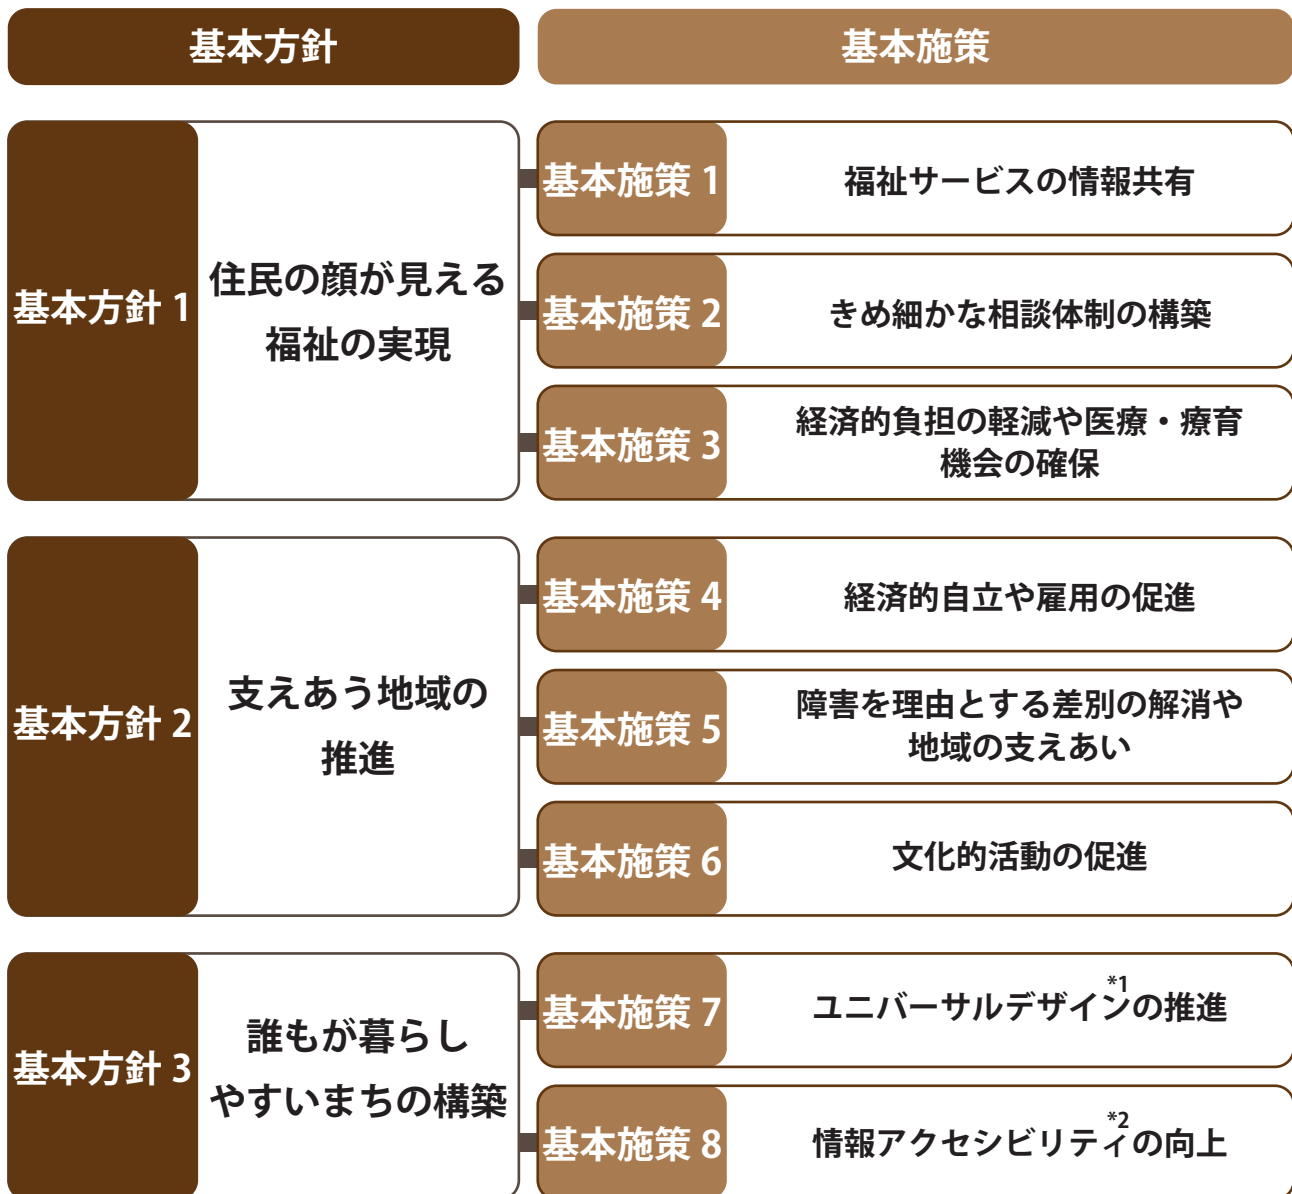 基本方針
基本施策
基本方針 1
住民の顔が見える
福祉の実現
基本施策 1
福祉サービスの情報共有
基本施策 2
きめ細かな相談体制の構築
基本施策 3
経済的負担の軽減や医療・療育
機会の確保
基本方針 2
支えあう地域の
推進
基本施策 4
経済的自立や雇用の促進
基本施策 5
障害を理由とする差別の解消や
地域の支えあい
基本施策 6
文化的活動の促進
基本方針 3
誰もが暮らし
やすいまちの構築
基本施策 7
ユニバーサルデザイン*1の推進
基本施策 8
情報アクセシビリティ*2の向上